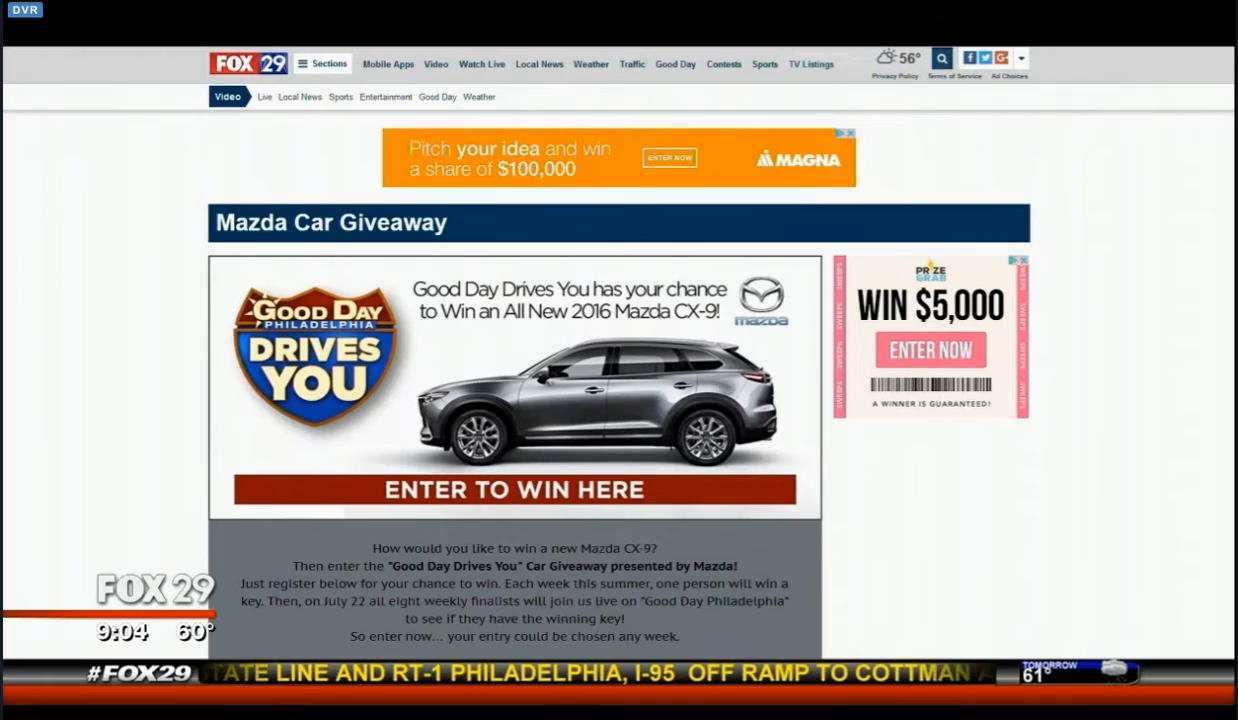 DVR
FOX 29
Sections
Mobile Apps Video Watch Live Local News Weather Traffic Good Day Contests Sports TV Listings
56°
Privacy Policy Terms of Service Ad Choices
Video Live Local News Sports Entertainment Good Day Weather
Pitch your idea and win
a share of $100,000
ENTER NOW
MAGNA
Mazda Car Giveaway
GOOD DAY
PHILADELPHIA
DRIVES
YOU
Good Day Drives You has your chance
to Win an All New 2016 Mazda CX-9!
mazda
ENTER TO WIN HERE
PRIZE
GRAB
WIN $5,000
ENTER NOW
A WINNER IS GUARANTEED!
SWEEPS SWEEPS SWEEPS SWEEPS
SWEEPS SWEEPS SWEEPS SWEEPS
How would you like to win a new Mazda CX-9?
Then enter the "Good Day Drives You" Car Giveaway presented by Mazda!
Just register below for your chance to win. Each week this summer, one person will win a
key. Then, on July 22 all eight weekly finalists will join us live on "Good Day Philadelphia"
to see if they have the winning key!
So enter now... your entry could be chosen any week.
FOX 29
9:04 60°
#FOX29
TATE LINE AND RT-1 PHILADELPHIA, I-95 OFF RAMP TO COTTMAN A
TOMORROW
61°